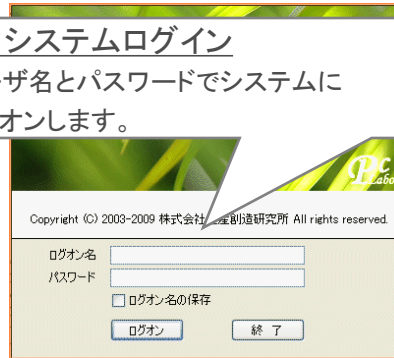 システムログイン
ザ名とパスワードでシステムに
オンします。
Pc
Labo
Copyright (C) 2003-2009 株式会社 産創造研究所 All rights reserved.
ログオン名
パスワード
ログオン名の保存
ログオン
終 了